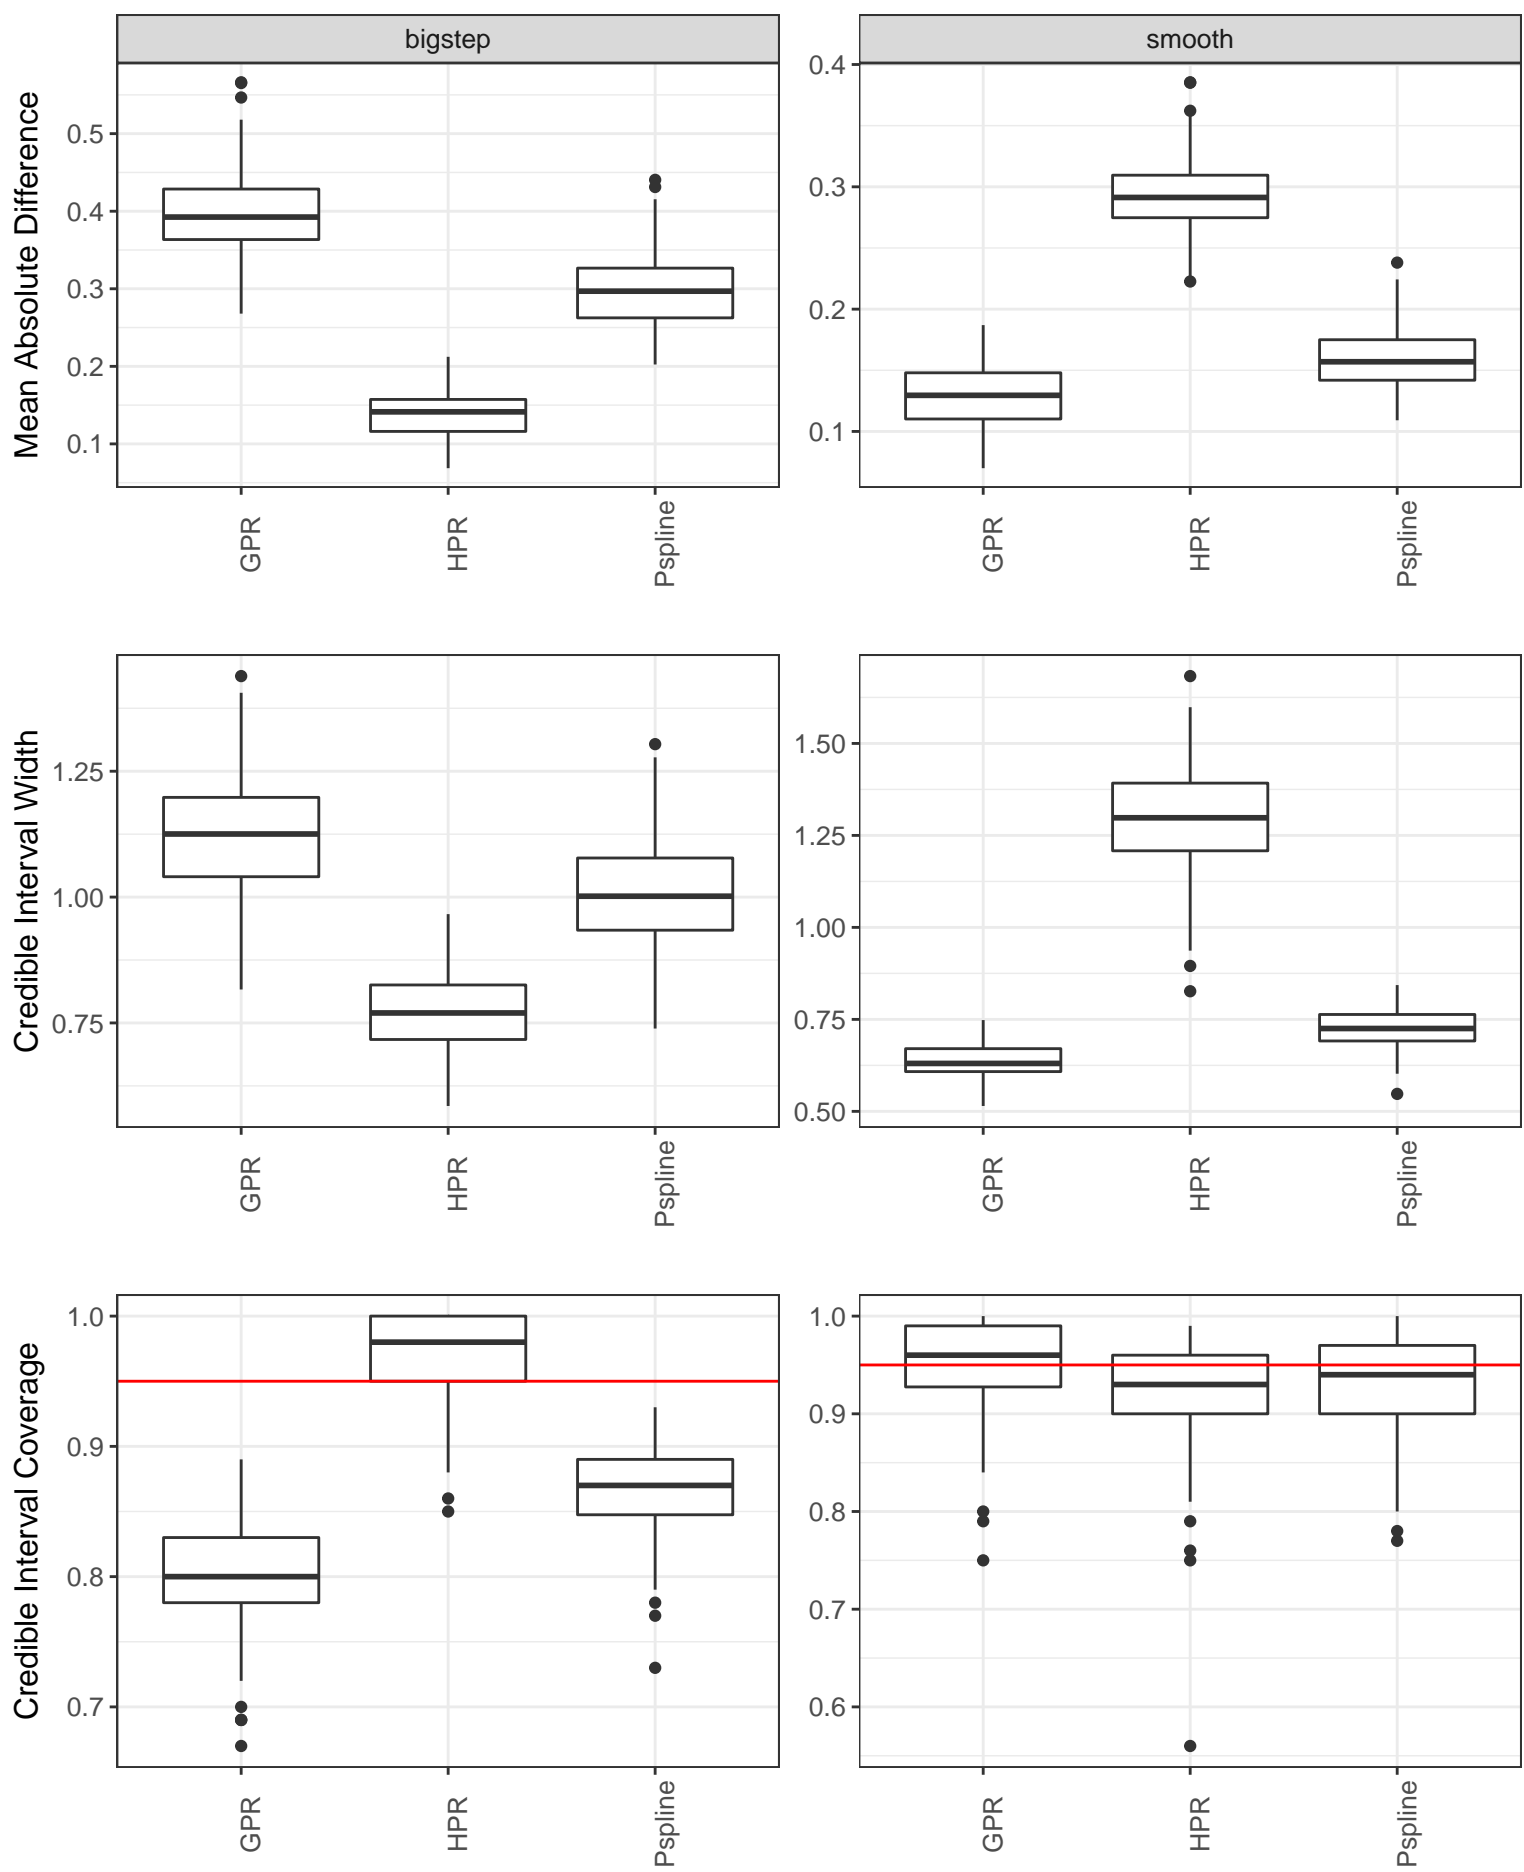 bigstep
smooth
Mean Absolute Difference
0.5
0.4
0.3
0.2
0.1
0.4
0.3
0.2
0.1
GPR
HPR
Pspline
GPR
HPR
Pspline
Credible Interval Width
1.25
1.00
0.75
1.50
1.25
1.00
0.75
0.50
GPR
HPR
Pspline
GPR
HPR
Pspline
Credible Interval Coverage
1.0
0.9
0.8
0.7
1.0
0.9
0.8
0.7
0.6
GPR
HPR
Pspline
GPR
HPR
Pspline